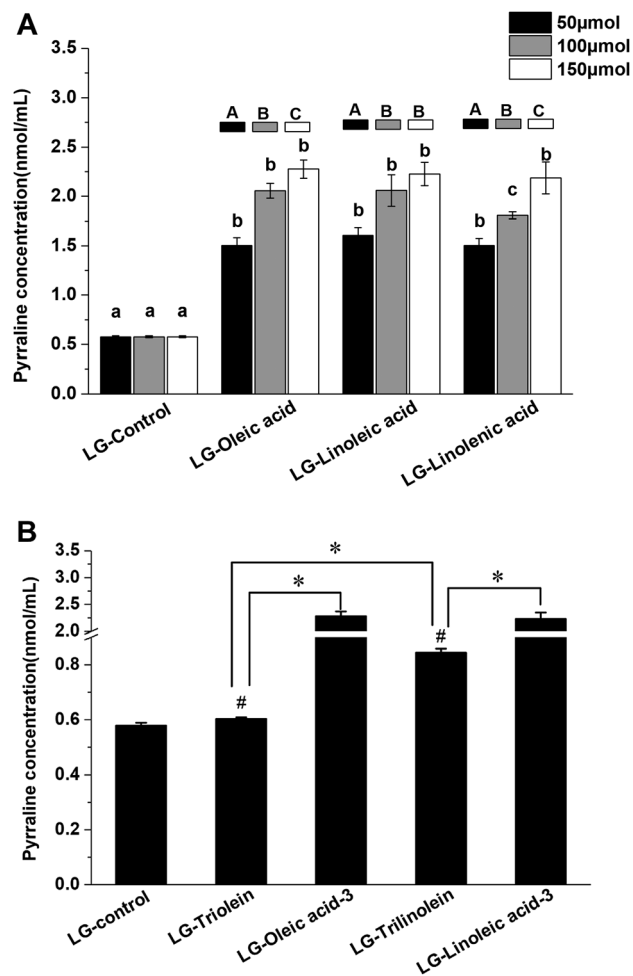 A
50μmol
100μmol
150μmol
Pyrraline concentration(nmol/mL)
3.5
3.0
2.5
2.0
1.5
1.0
0.5
0.0
A B C
A B B
A B C
a a a
b b b
b b b
b c b
LG-Control
LG-Oleic acid
LG-Linoleic acid
LG-Linolenic acid
B
Pyrraline concentration(nmol/mL)
3.5
3.0
2.5
2.0
0.8
0.6
0.4
0.2
0.0
*
* *
# #
LG-control
LG-Triolein
LG-Oleic acid-3
LG-Trilinolein
LG-Linoleic acid-3